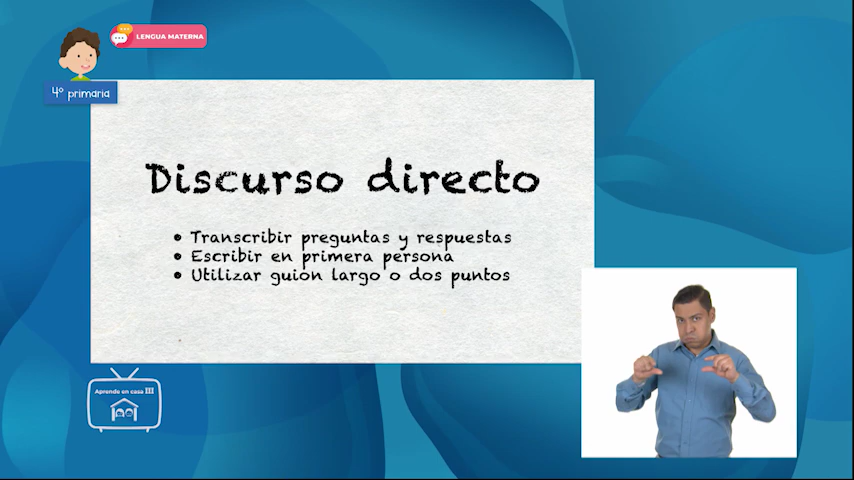 LENGUA MATERNA
4º primaria
Discurso directo
• Transcribir preguntas y respuestas
• Escribir en primera persona
• Utilizar guion largo o dos puntos
Aprende en casa III